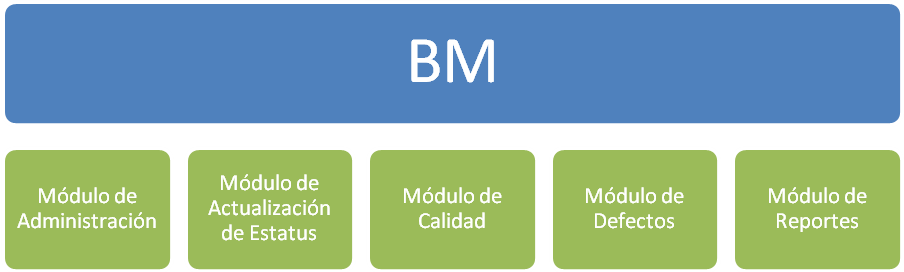 BM
Módulo de
Administración
Módulo de
Actualización
de Estatus
Módulo de
Calidad
Módulo de
Defectos
Módulo de
Reportes